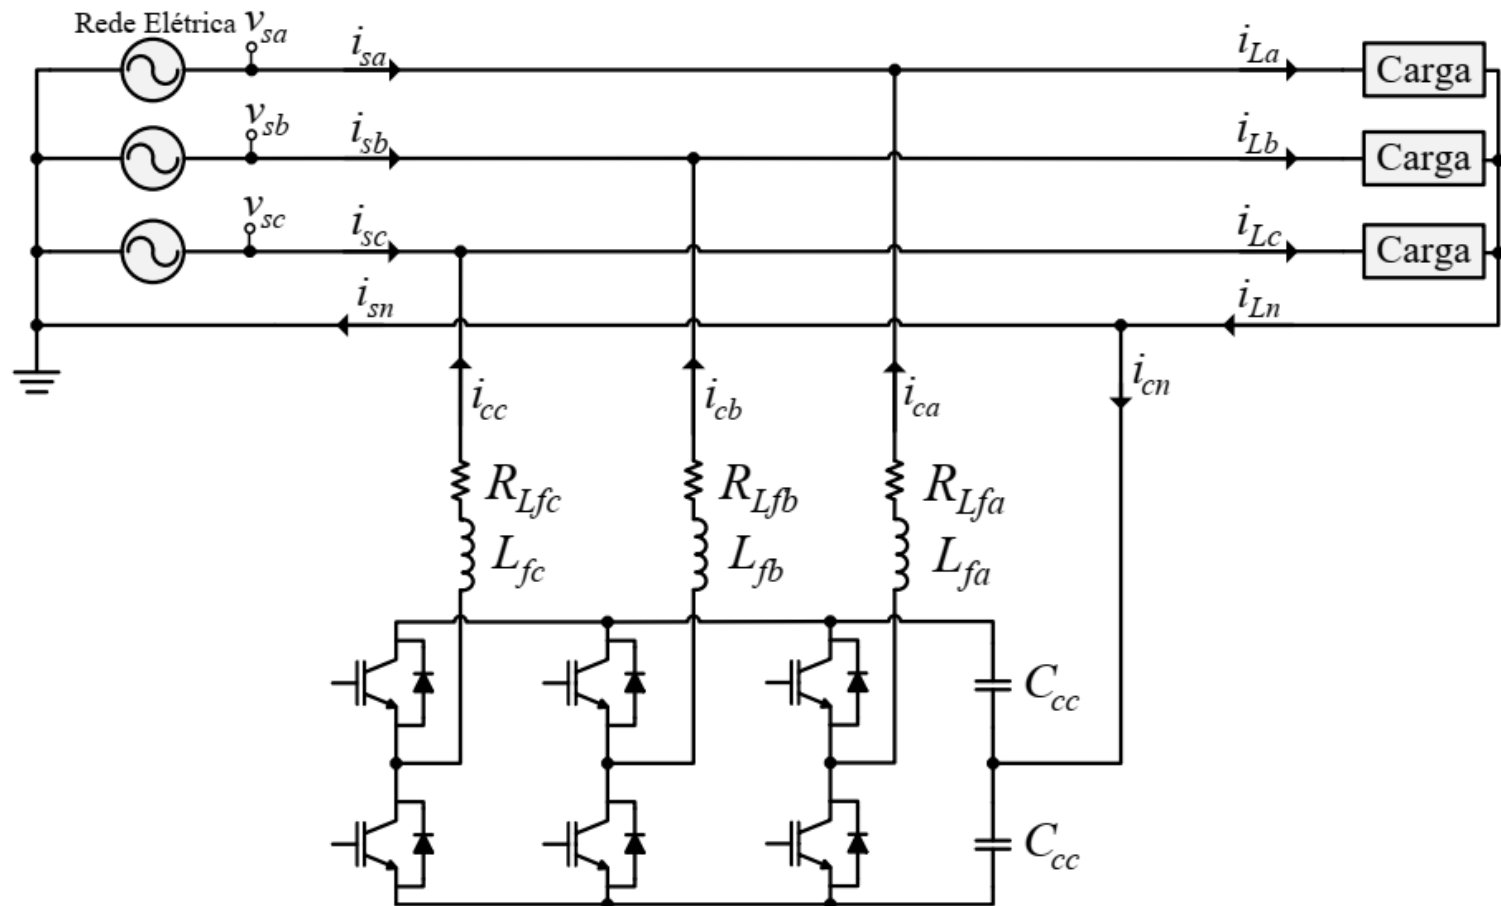 Rede Elétrica
v_sa
i_sa
i_La
Carga
v_sb
i_sb
i_Lb
Carga
v_sc
i_sc
i_Lc
Carga
i_sn
i_Ln
i_cc
i_cb
i_ca
i_cn
R_Lfc
R_Lfb
R_Lfa
L_fc
L_fb
L_fa
C_cc
C_cc